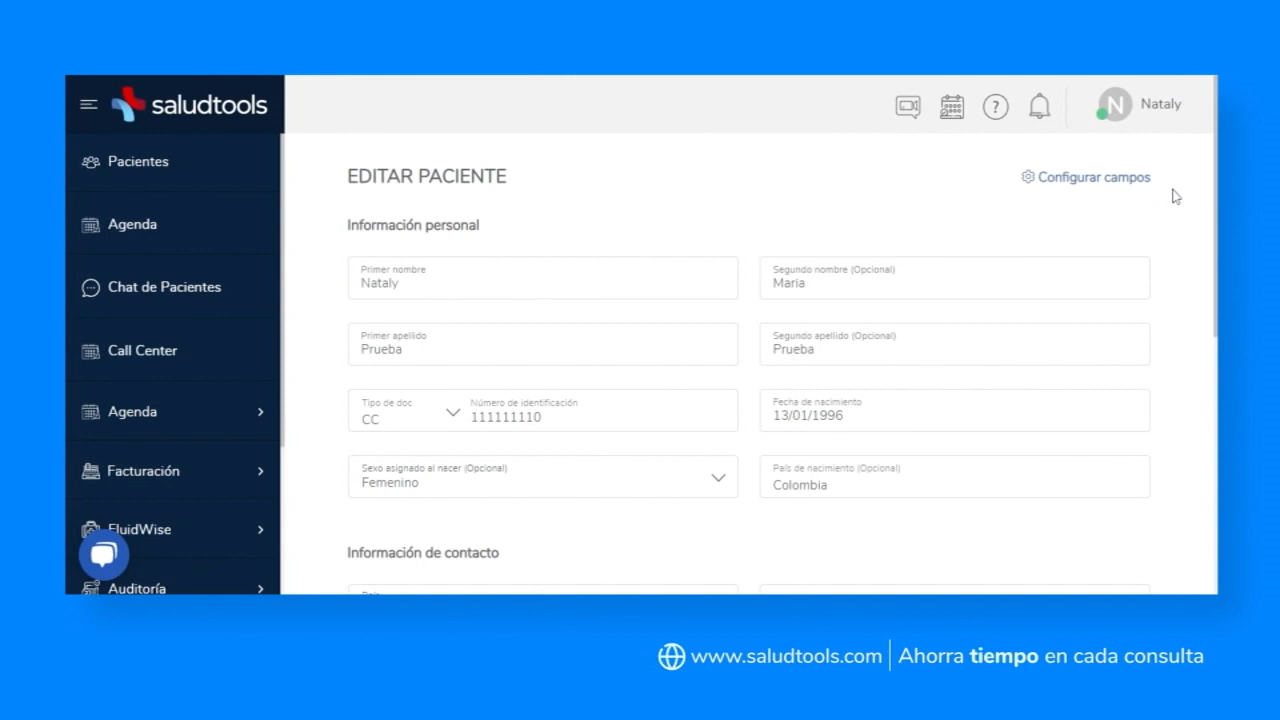 saludtools
Nataly
Pacientes
Agenda
Chat de Pacientes
Call Center
Agenda
Facturación
FluidWise
Auditoría
EDITAR PACIENTE
Configurar campos
Información personal
Primer nombre
Nataly
Segundo nombre (Opcional)
Maria
Primer apellido
Prueba
Segundo apellido (Opcional)
Prueba
Tipo de doc
CC
Número de identificación
111111110
Fecha de nacimiento
13/01/1996
Sexo asignado al nacer (Opcional)
Femenino
País de nacimiento (Opcional)
Colombia
Información de contacto
www.saludtools.com | Ahorra tiempo en cada consulta